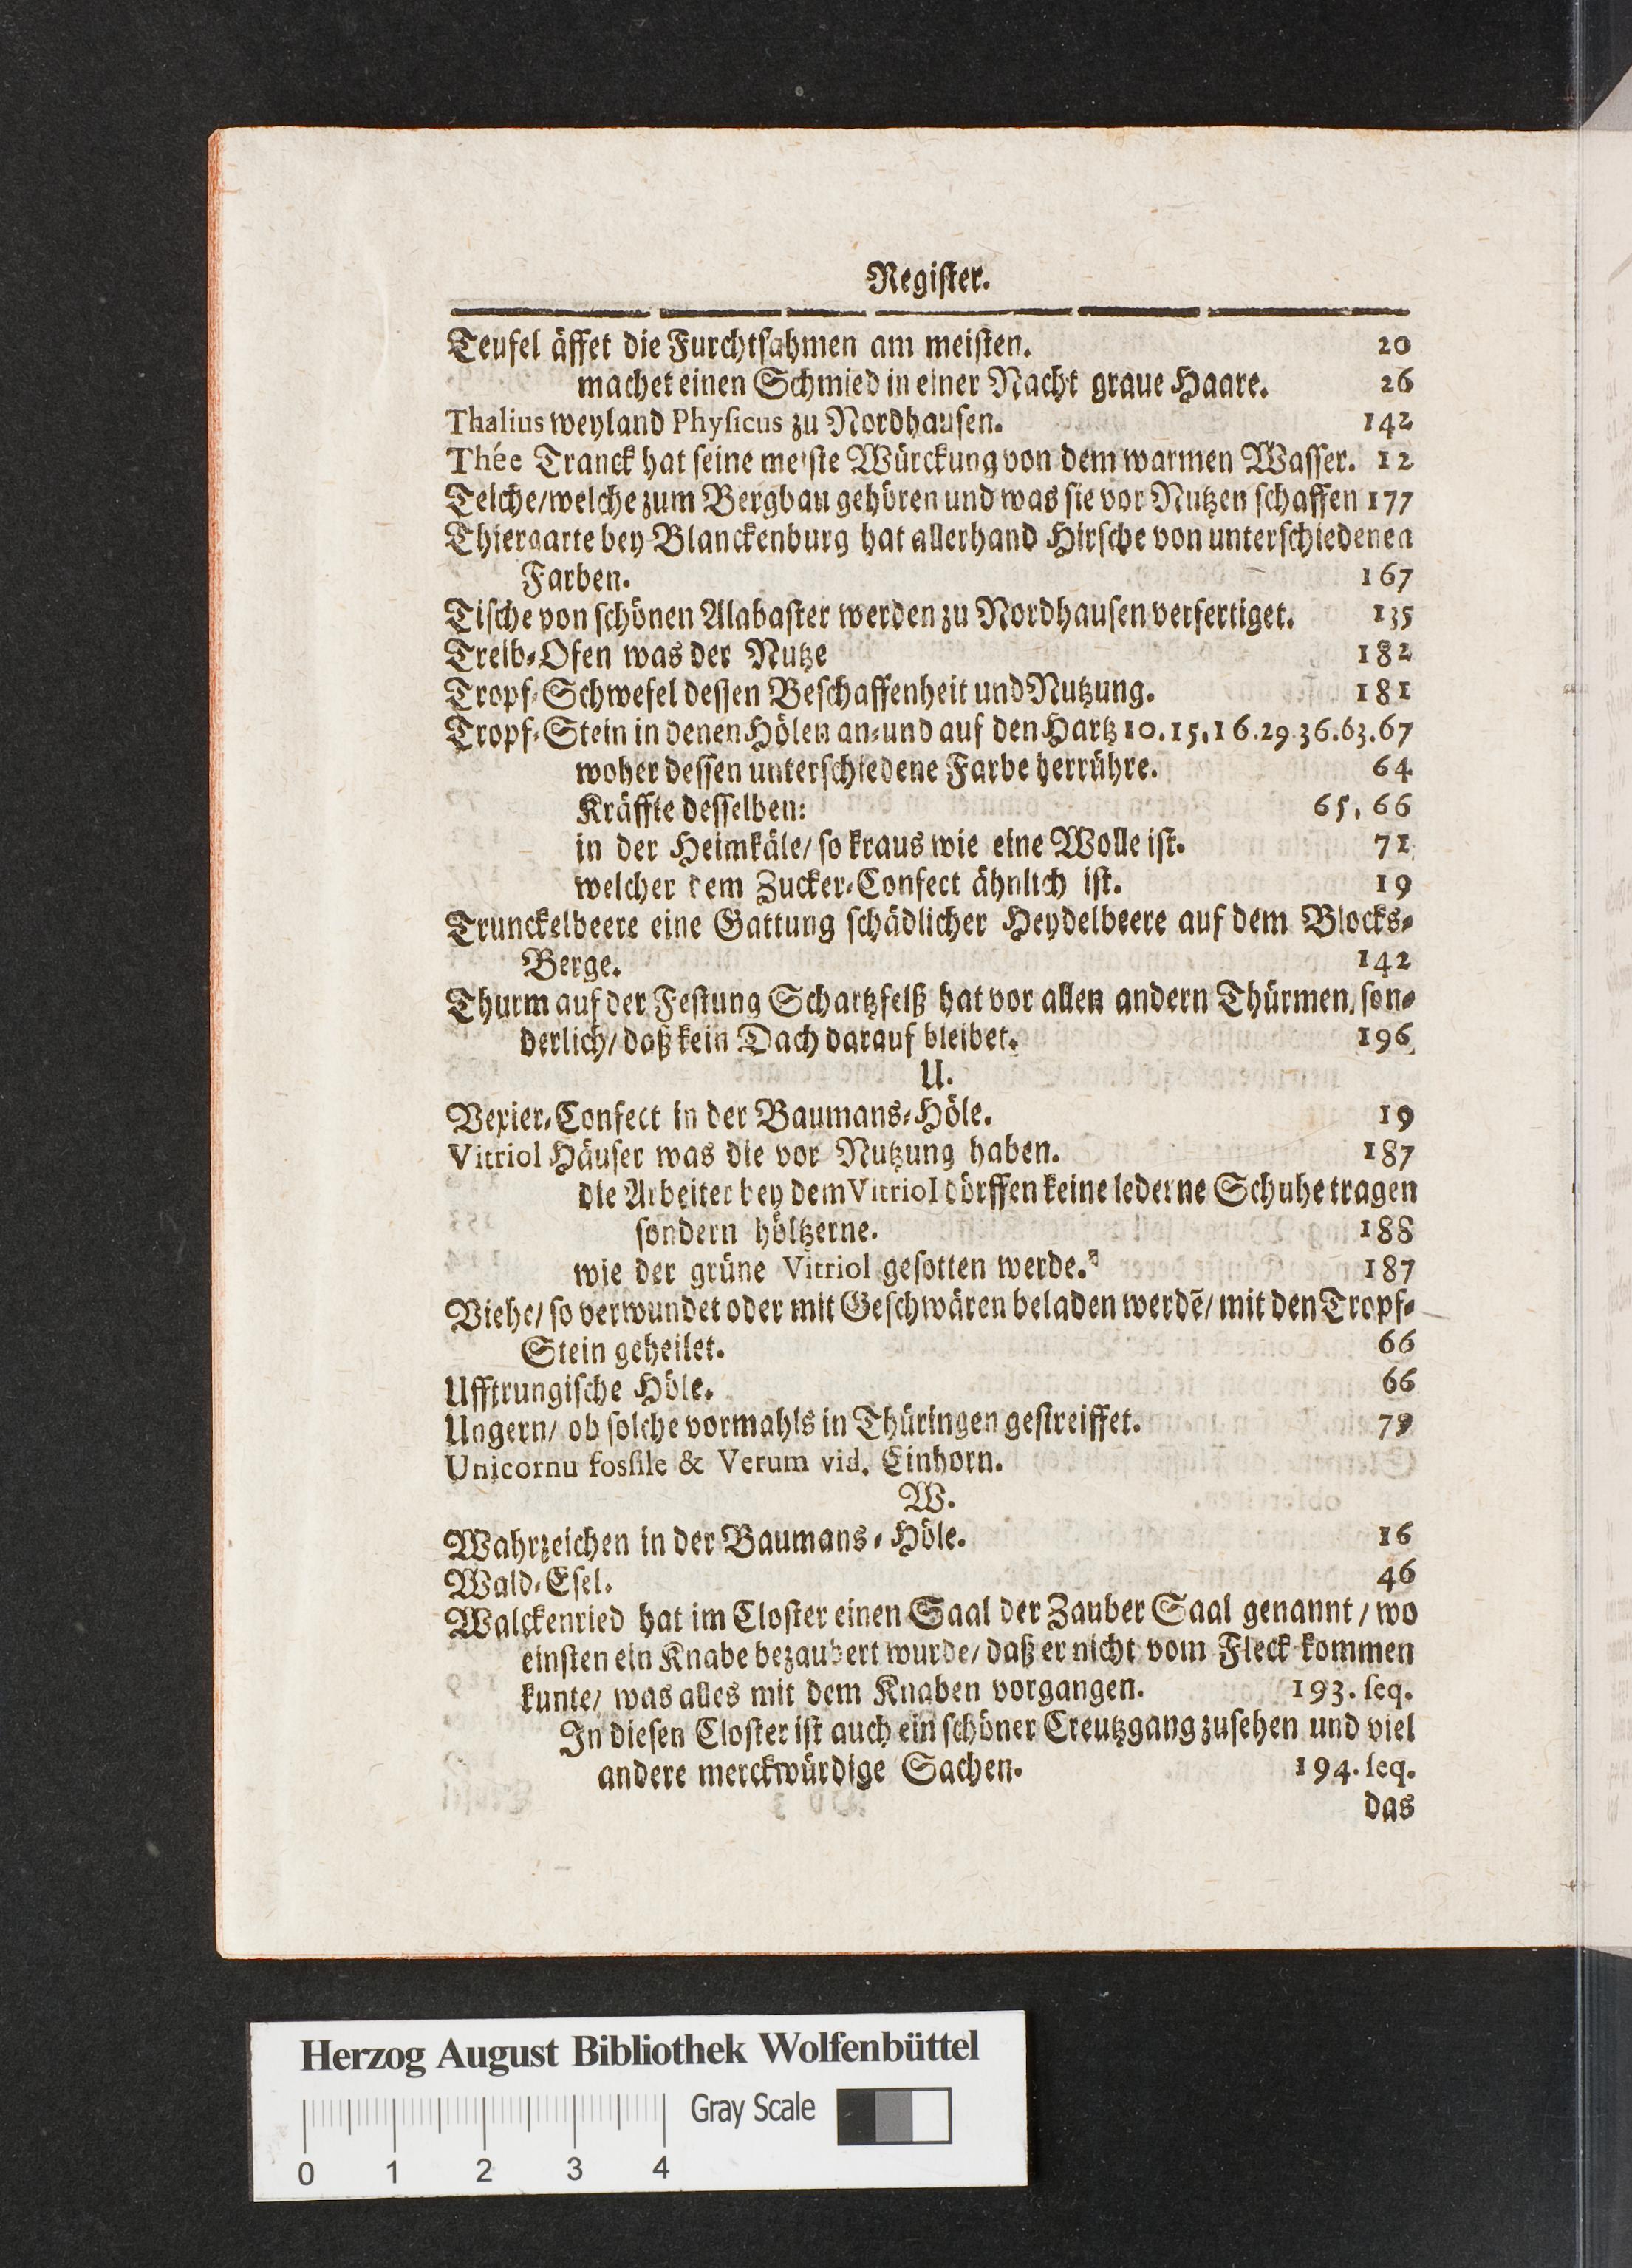 Regiſter.
Teufel äffet die Furchtſahmen am meiſten. 20
machet einen Schmied in einer Nacht graue Haare. 26
Thalius weyland Phyſicus zu Nordhauſen. 142
Thée Tranck hat ſeine meiſte Würckung von dem warmen Waſſer. 12
Teiche/welche zum Bergbau gehören und was ſie vor Nutzen ſchaffen 177
Thiergarte bey Blanckenburg hat allerhand Hirſche von unterſchiedenen
Farben. 167
Tiſche von ſchönen Alabaſter werden zu Nordhauſen verfertiget. 135
Treib⸗Ofen was der Nutze 182
Tropf⸗Schwefel deſſen Beſchaffenheit und Nutzung. 181
Tropf⸗Stein in denen Hölen an⸗und auf den Hartz 10. 15. 16. 29 36. 63. 67
woher deſſen unterſchiedene Farbe herrühre. 64
Kräffte deſſelben: 65. 66
in der Heimkäle/ ſo kraus wie eine Wolle iſt. 71
welcher dem Zucker⸗Confect ähnlich iſt. 19
Trunckelbeere eine Gattung ſchädlicher Heydelbeere auf dem Blocks⸗
Berge. 142
Thurm auf der Feſtung Schartzfelß hat vor allen andern Thürmen, ſon⸗
derlich/ daß kein Dach darauf bleibet. 196
U.
Vexier⸗Confect in der Baumans⸗Höle. 19
Vitriol Häuſer was die vor Nutzung haben. 187
die Arbeiter bey dem Vitriol dörffen keine lederne Schuhe tragen
ſondern höltzerne. 188
wie der grüne Vitriol geſotten werde. 187
Viehe/ ſo verwundet oder mit Geſchwären beladen werdē/ mit den Tropf⸗
Stein geheilet. 66
Ufftrungiſche Höle. 66
Ungern/ ob ſolche vormahls in Thüringen geſtreiffet. 79
Unicornu foſſile & Verum vid. Einhorn.
W.
Wahrzeichen in der Baumans⸗Höle. 16
Wald⸗Eſel. 46
Walckenried hat im Cloſter einen Saal der Zauber Saal genannt / wo
einſten ein Knabe bezaubert wurde/ daß er nicht vom Fleck kommen
kunte/ was alles mit dem Knaben vorgangen. 193. ſeq.
In dieſen Cloſter iſt auch ein ſchöner Creutzgang zuſehen und viel
andere merckwürdige Sachen. 194. ſeq.
das
Herzog August Bibliothek Wolfenbüttel
Gray Scale
0 1 2 3 4